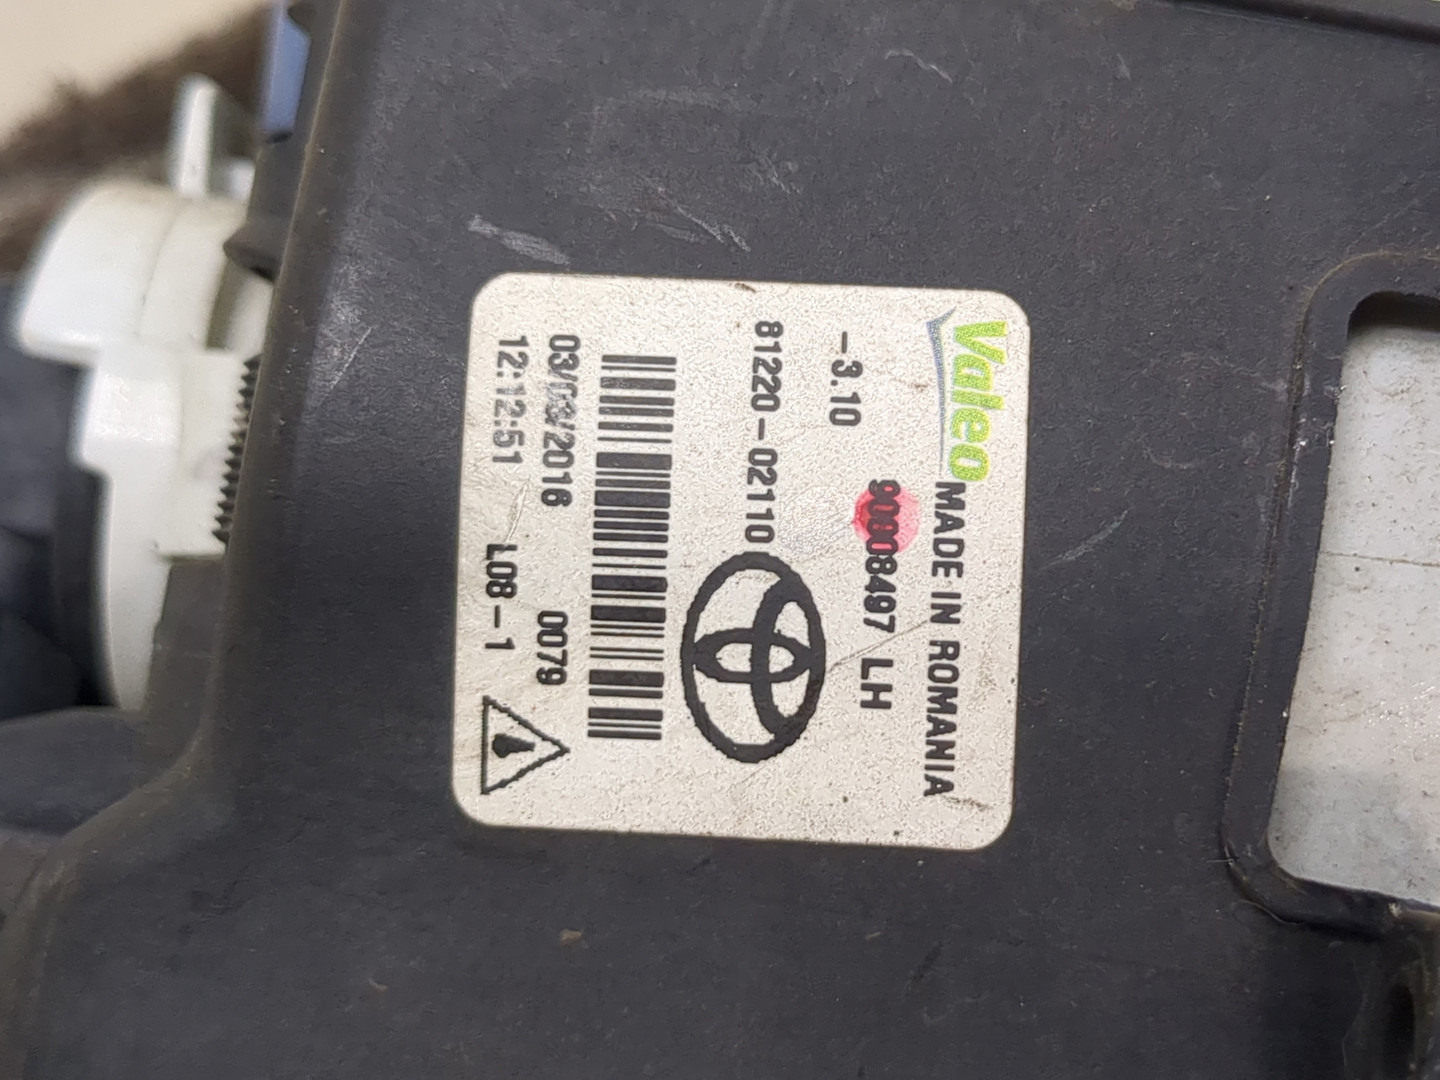 Valeo MADE IN ROMANIA
90008497 LH
-3.10
81220-02110
03/03/2016 0079
12:12:51 L08-1